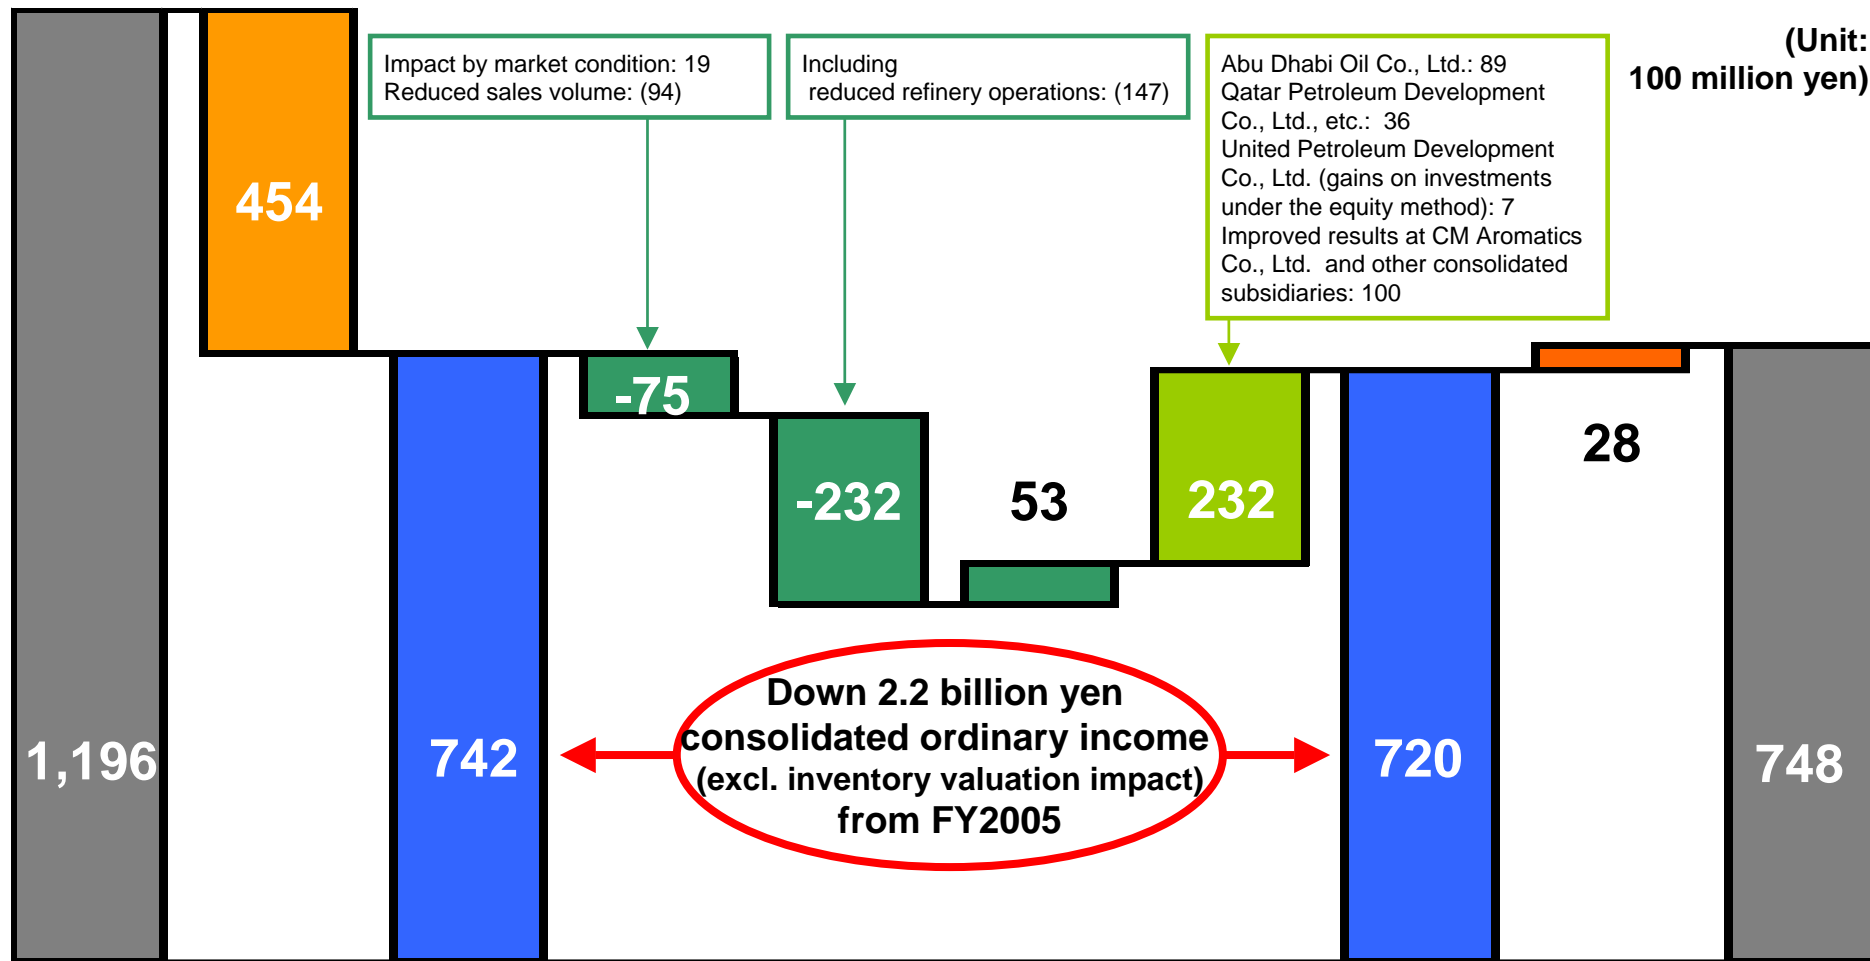 (Unit:
100 million yen)
Impact by market condition: 19
Reduced sales volume: (94)
Including
reduced refinery operations: (147)
Abu Dhabi Oil Co., Ltd.: 89
Qatar Petroleum Development
Co., Ltd., etc.: 36
United Petroleum Development
Co., Ltd. (gains on investments
under the equity method): 7
Improved results at CM Aromatics
Co., Ltd. and other consolidated
subsidiaries: 100
454
-75
28
-232
53
232
Down 2.2 billion yen
consolidated ordinary income
(excl. inventory valuation impact)
from FY2005
1,196
742
720
748